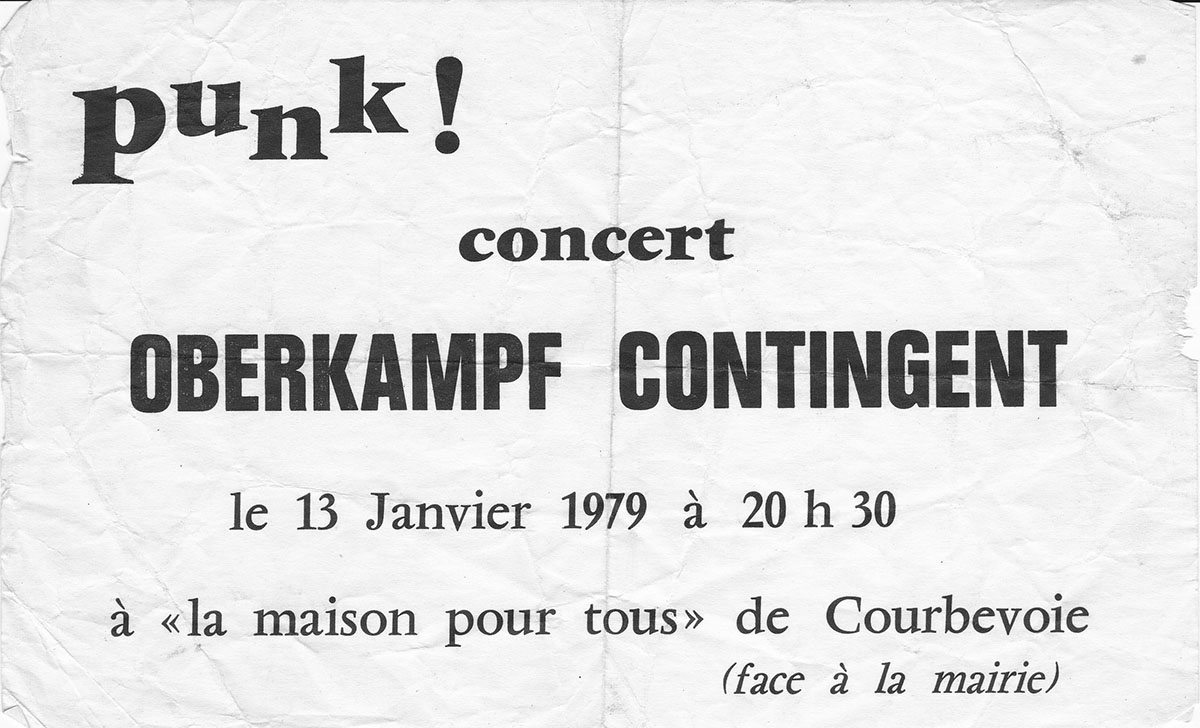 punk !
concert
OBERKAMPF CONTINGENT
le 13 Janvier 1979 à 20 h 30
à «la maison pour tous» de Courbevoie
(face à la mairie)